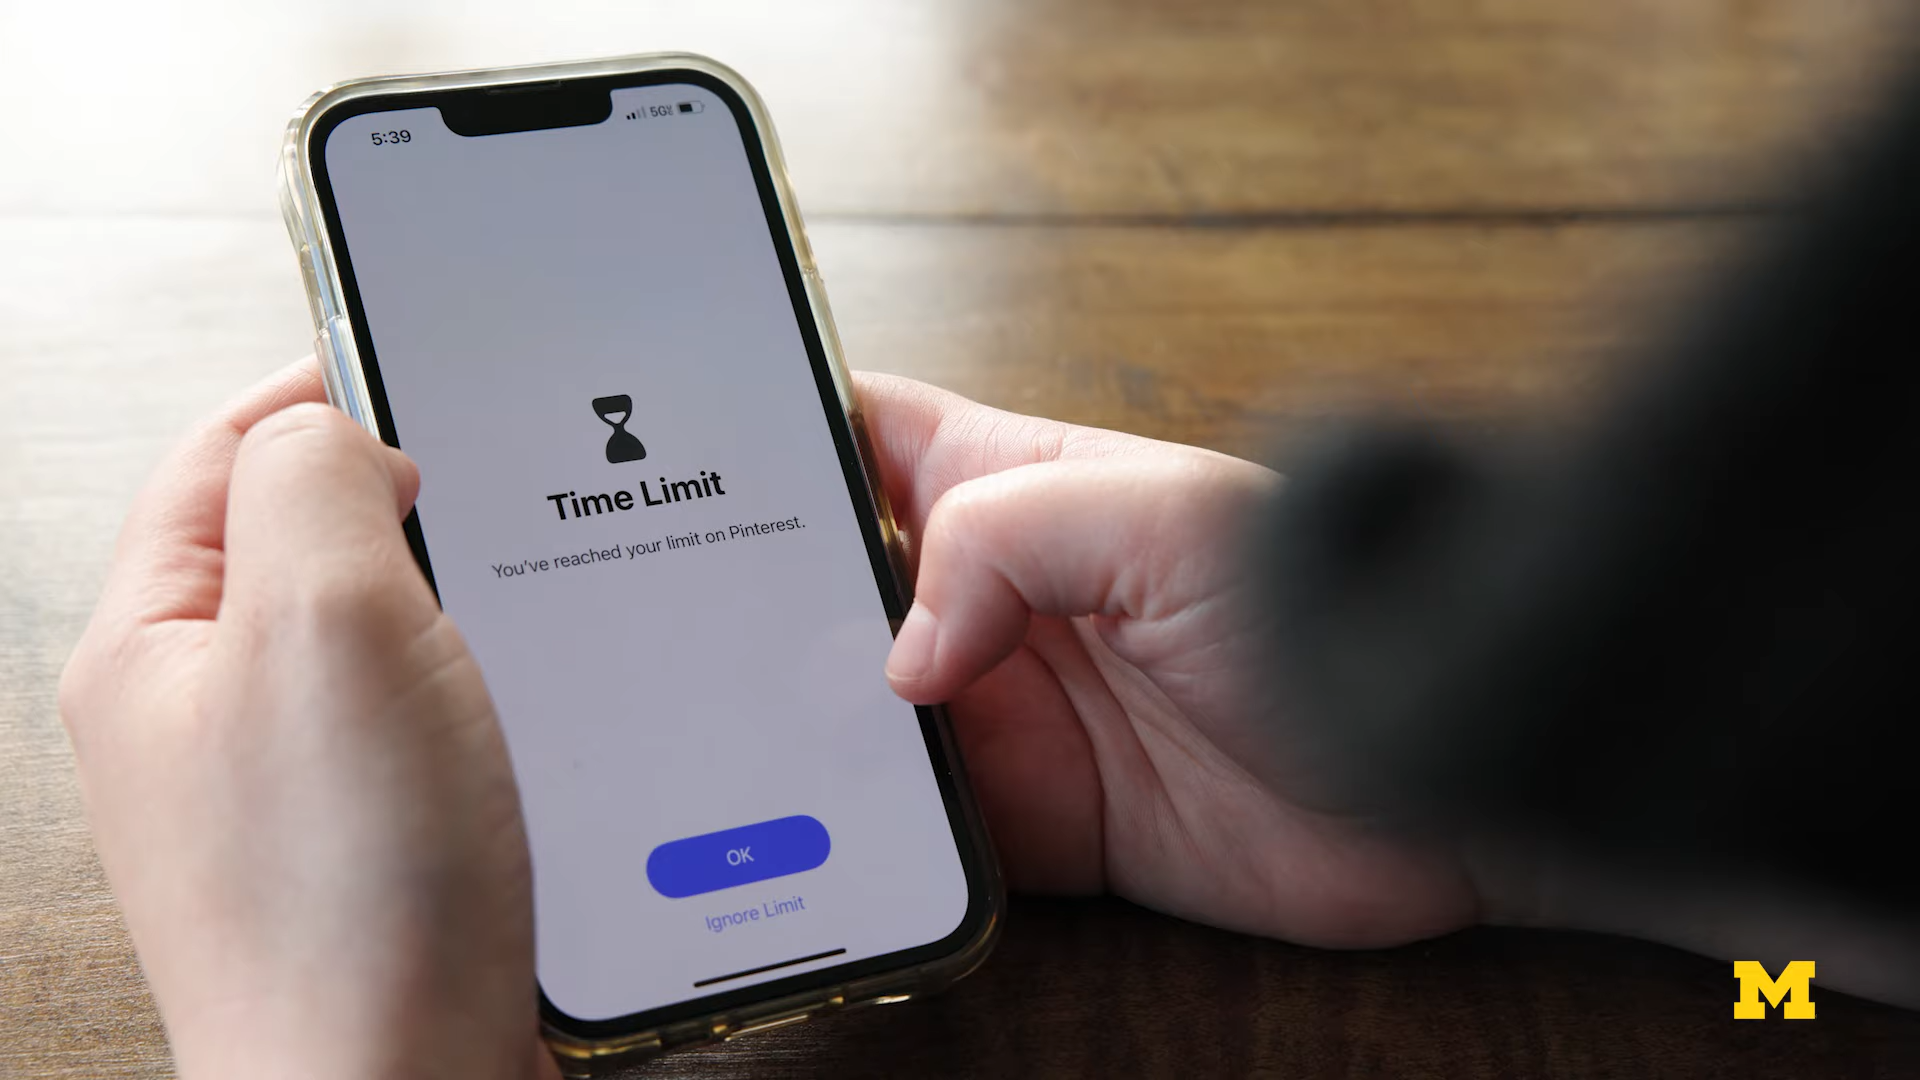 5:39
5G
Time Limit
You've reached your limit on Pinterest.
OK
Ignore Limit
M